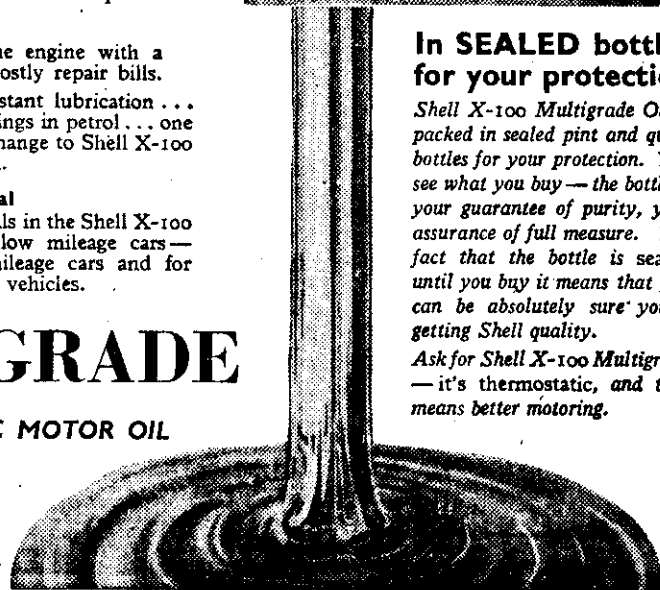 ne engine with a
ostly repair bills.
stant lubrication ...
ings in petrol ... one
hange to Shell X-100
al
ls in the Shell X-100
low mileage cars—
ileage cars and for
vehicles.
GRADE
MOTOR OIL
In SEALED bottl
for your protectio
Shell X-100 Multigrade O
packed in sealed pint and qu
bottles for your protection.
see what you buy — the bottl
your guarantee of purity, y
assurance of full measure.
fact that the bottle is sea
until you buy it means that
can be absolutely sure you
getting Shell quality.
Ask for Shell X-100 Multigr
— it's thermostatic, and t
means better motoring.